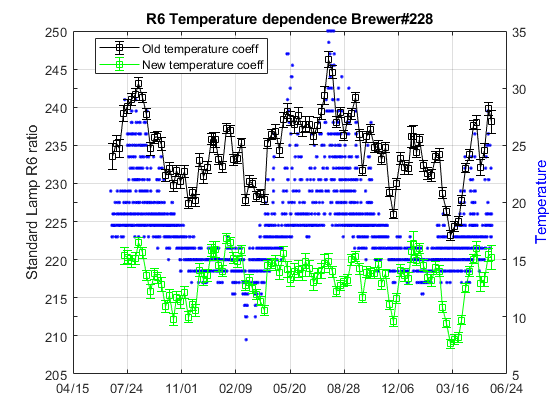 R6 Temperature dependence Brewer#228
Old temperature coeff
New temperature coeff
Standard Lamp R6 ratio
250
245
240
235
230
225
220
215
210
205
Temperature
35
30
25
20
15
10
5
04/15 07/24 11/01 02/09 05/20 08/28 12/06 03/16 06/24